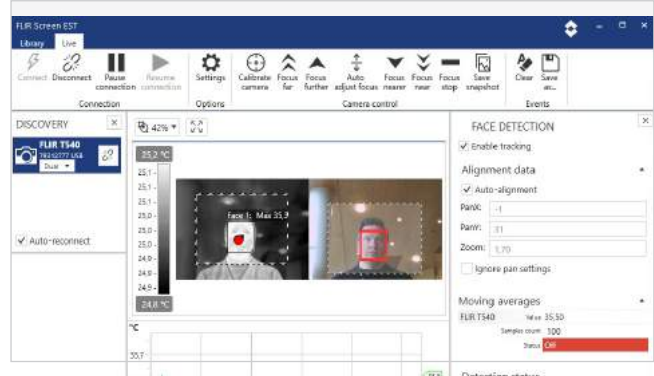 FLIR Screen EST
Library Live
Connect Disconnect Pause connection Resume connection Settings Calibrate camera Focus far Focus further Auto adjust focus Focus nearer Focus near Focus stop Save snapshot Clear Save as...
Connection Options Camera control Events
DISCOVERY
FLIR T540
USB
Dual
Auto-reconnect
42%
25,2 °C
25,1
25,1
25,1
25,0
25,0
25,0
24,9
24,9
24,9
24,8 °C
Face 1: Max 35,5
°C
35,7
FACE DETECTION
Enable tracking
Alignment data
Auto-alignment
PanX: -1
PanY: 31
Zoom: 1,70
Ignore pan settings
Moving averages
FLIR T540 Value 35,50
Samples count 100
Status Off
Detection status